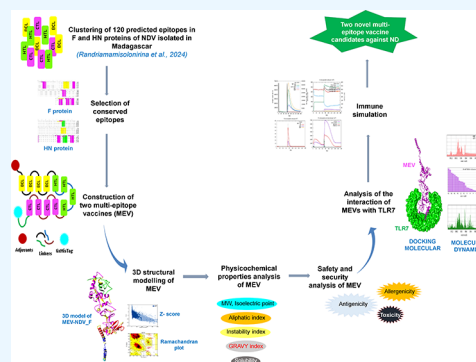 Clustering of 120 predicted epitopes in
F and HN proteins of NDV isolated in
Madagascar
(Randriamamisolonirina et al., 2024)
F protein
HN protein
Selection of
conserved
epitopes
Construction of
two multi-epitope
vaccines (MEV)
Adjuvants
Linkers
6xHisTag
3D structural
modelling of
MEV
3D model of
MEV-NDV_F
Z- score
Ramachandran
plot
Physicochemical properties analysis
of MEV
MW, Isoelectric point
Aliphatic index
Instability index
GRAVY index
Solubility
Safety and
security
analysis of MEV
Antigenicity
Allergenicity
Toxicity
Analysis of the
interaction of
MEVs with TLR7
MEV
TLR7
DOCKING
MOLECULAR
MOLECU
DYNAM
Immune
simulation
Two novel multi-
epitope vaccine
candidates against ND